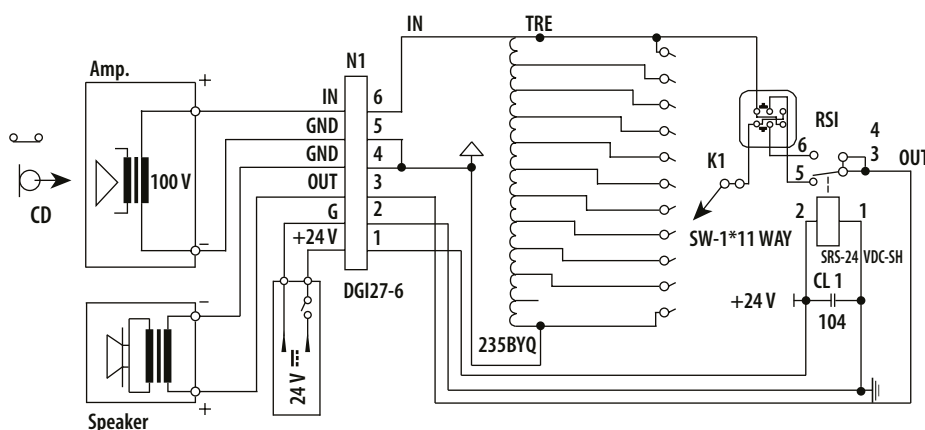 IN
TRE
N1
Amp.
+
IN
6
GND
5
RSI
GND
4
4
6
3
OUT
100 V
OUT
3
K1
5
CD
G
2
SW-1*11 WAY
2
1
+24 V
1
–
SRS-24 VDC-SH
DGI27-6
CL 1
–
+24 V
104
235BYQ
24 V
+
Speaker